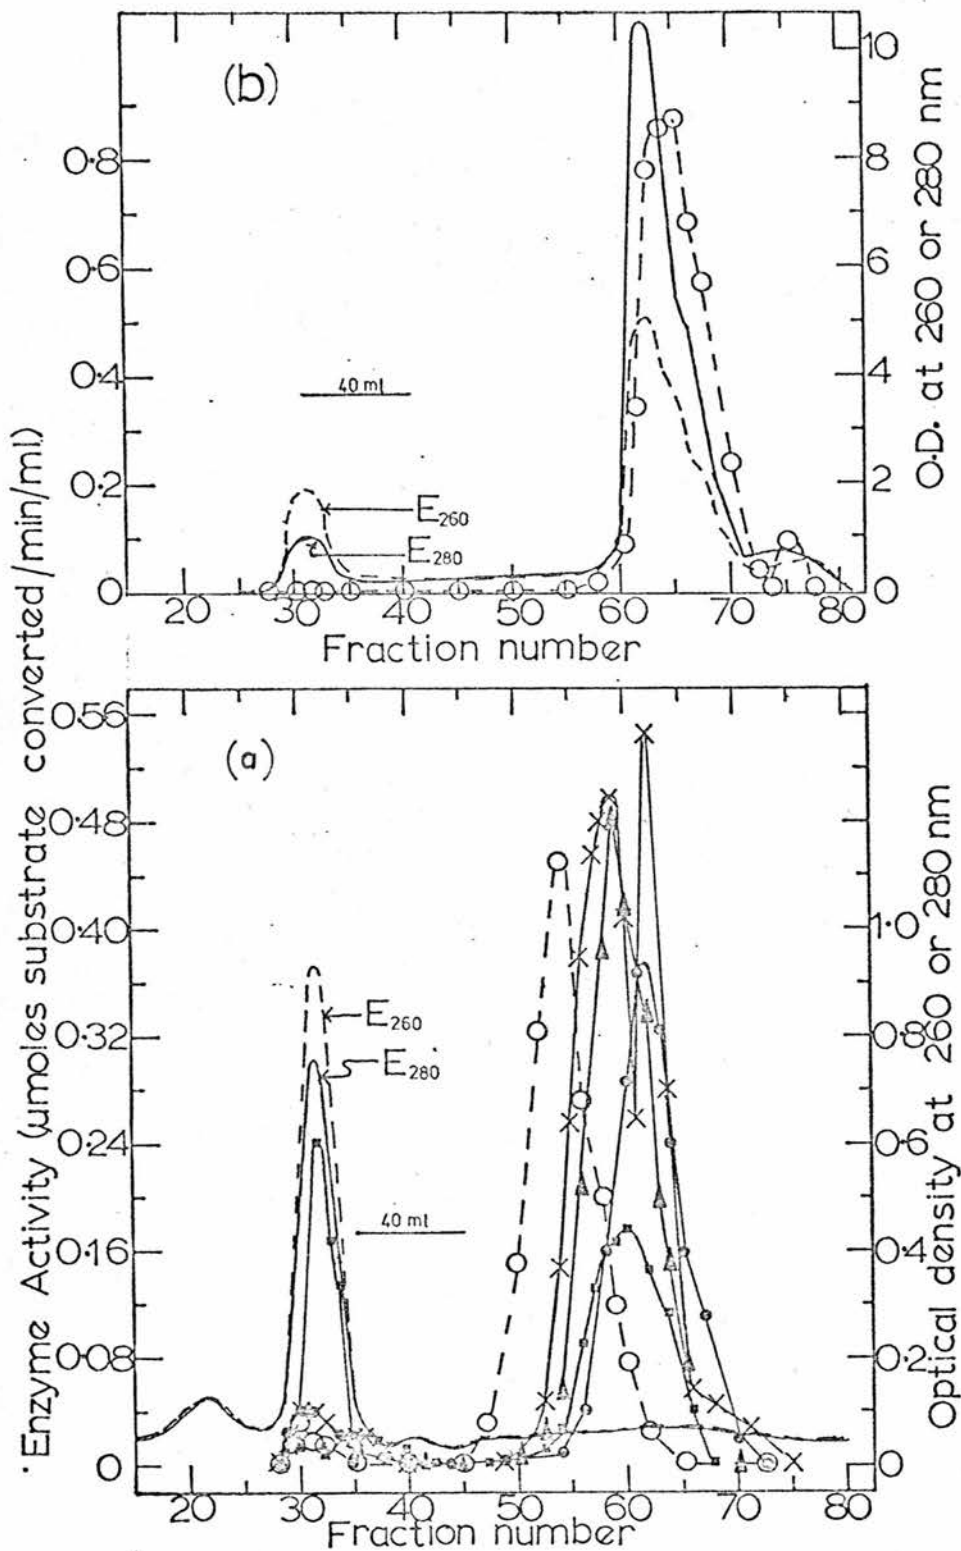 (b)
0·8
0·6
0·4
0·2
0
10
8
6
4
2
0
40 ml
E260
E280
20 30 40 50 60 70 80
Fraction number
O.D. at 260 or 280 nm
Enzyme Activity (µmoles substrate converted/min/ml)
(a)
0·56
0·48
0·40
0·32
0·24
0·16
0·08
0
1·0
0·8
0·6
0·4
0·2
0
E260
E280
40 ml
20 30 40 50 60 70 80
Fraction number
Optical density at 260 or 280nm